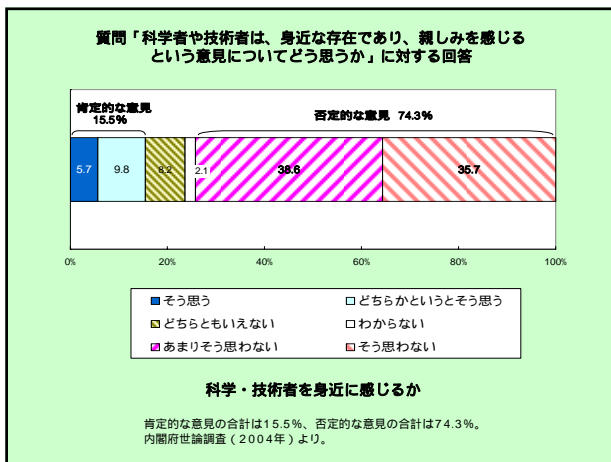 質問「科学者や技術者は、身近な存在であり、親しみを感じる
という意見についてどう思うか」に対する回答
肯定的な意見
15.5%
否定的な意見 74.3%
5.7
9.8
8.2
2.1
38.6
35.7
0%
20%
40%
60%
80%
100%
そう思う
どちらかというとそう思う
どちらともいえない
わからない
あまりそう思わない
そう思わない
科学・技術者を身近に感じるか
肯定的な意見の合計は15.5%、否定的な意見の合計は74.3%。
内閣府世論調査(2004年)より。